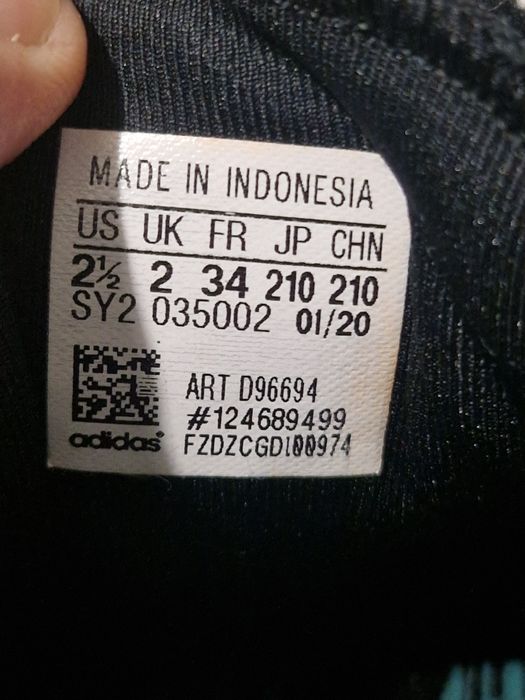 MADE IN INDONESIA
US UK FR JP CHN
2½ 2 34 210 210
SY2 035002 01/20
ART D96694
#124689499
adidas FZDZCGDI00974